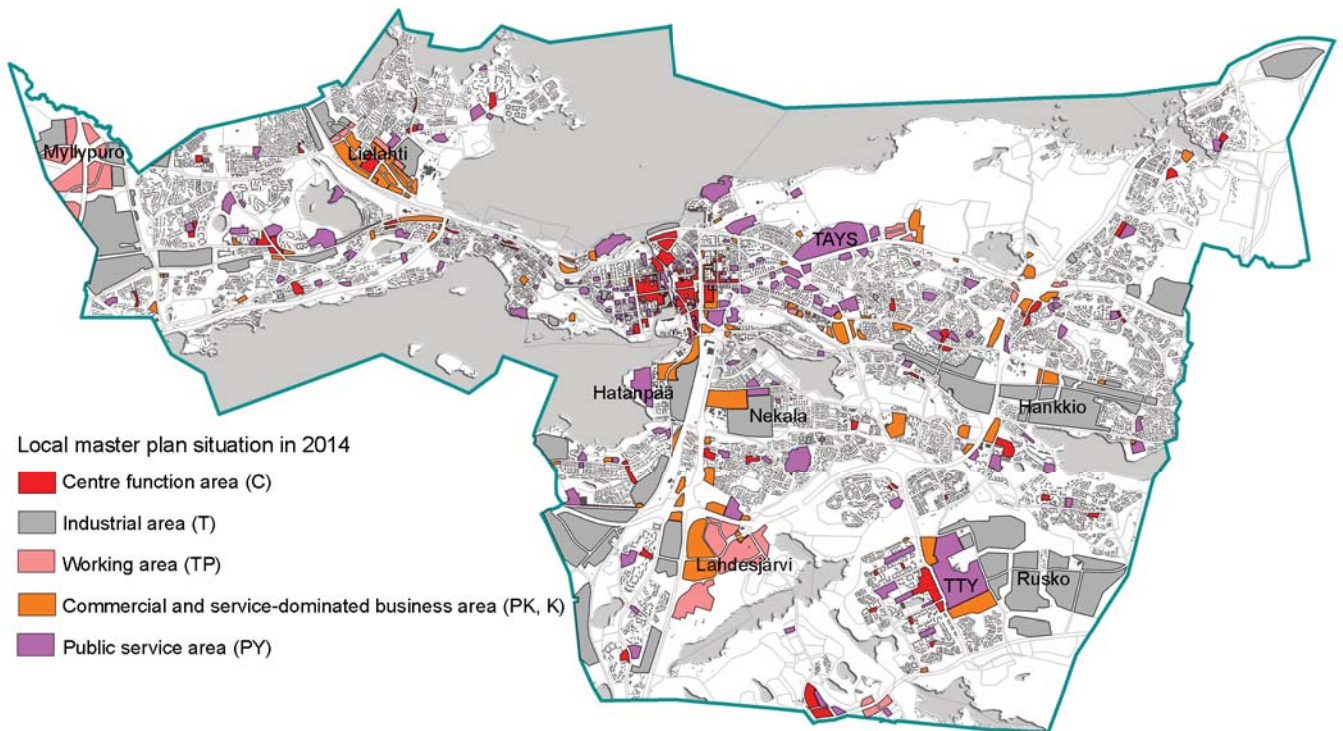 Myllypuro
Lielahti
TAYS
Hatanpää
Nekala
Hankkio
Lahdesjärvi
TTY
Rusko
Local master plan situation in 2014
Centre function area (C)
Industrial area (T)
Working area (TP)
Commercial and service-dominated business area (PK, K)
Public service area (PY)